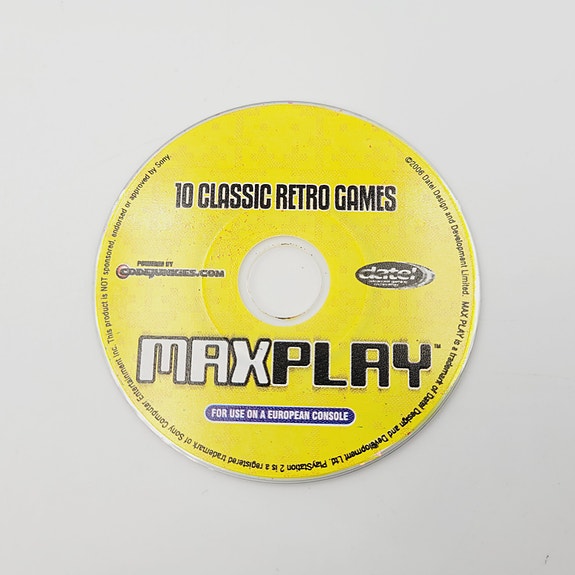 10 CLASSIC RETRO GAMES
POWERED BY
CODEJUNKIES.COM
datel
MAXPLAY™
FOR USE ON A EUROPEAN CONSOLE
©2006 Datel Design and Development Limited. MAX PLAY is a trademark of Datel Design and Development Ltd. PlayStation 2 is a registered trademark of Sony Computer Entertainment Inc. This product is NOT sponsored, endorsed or approved by Sony.